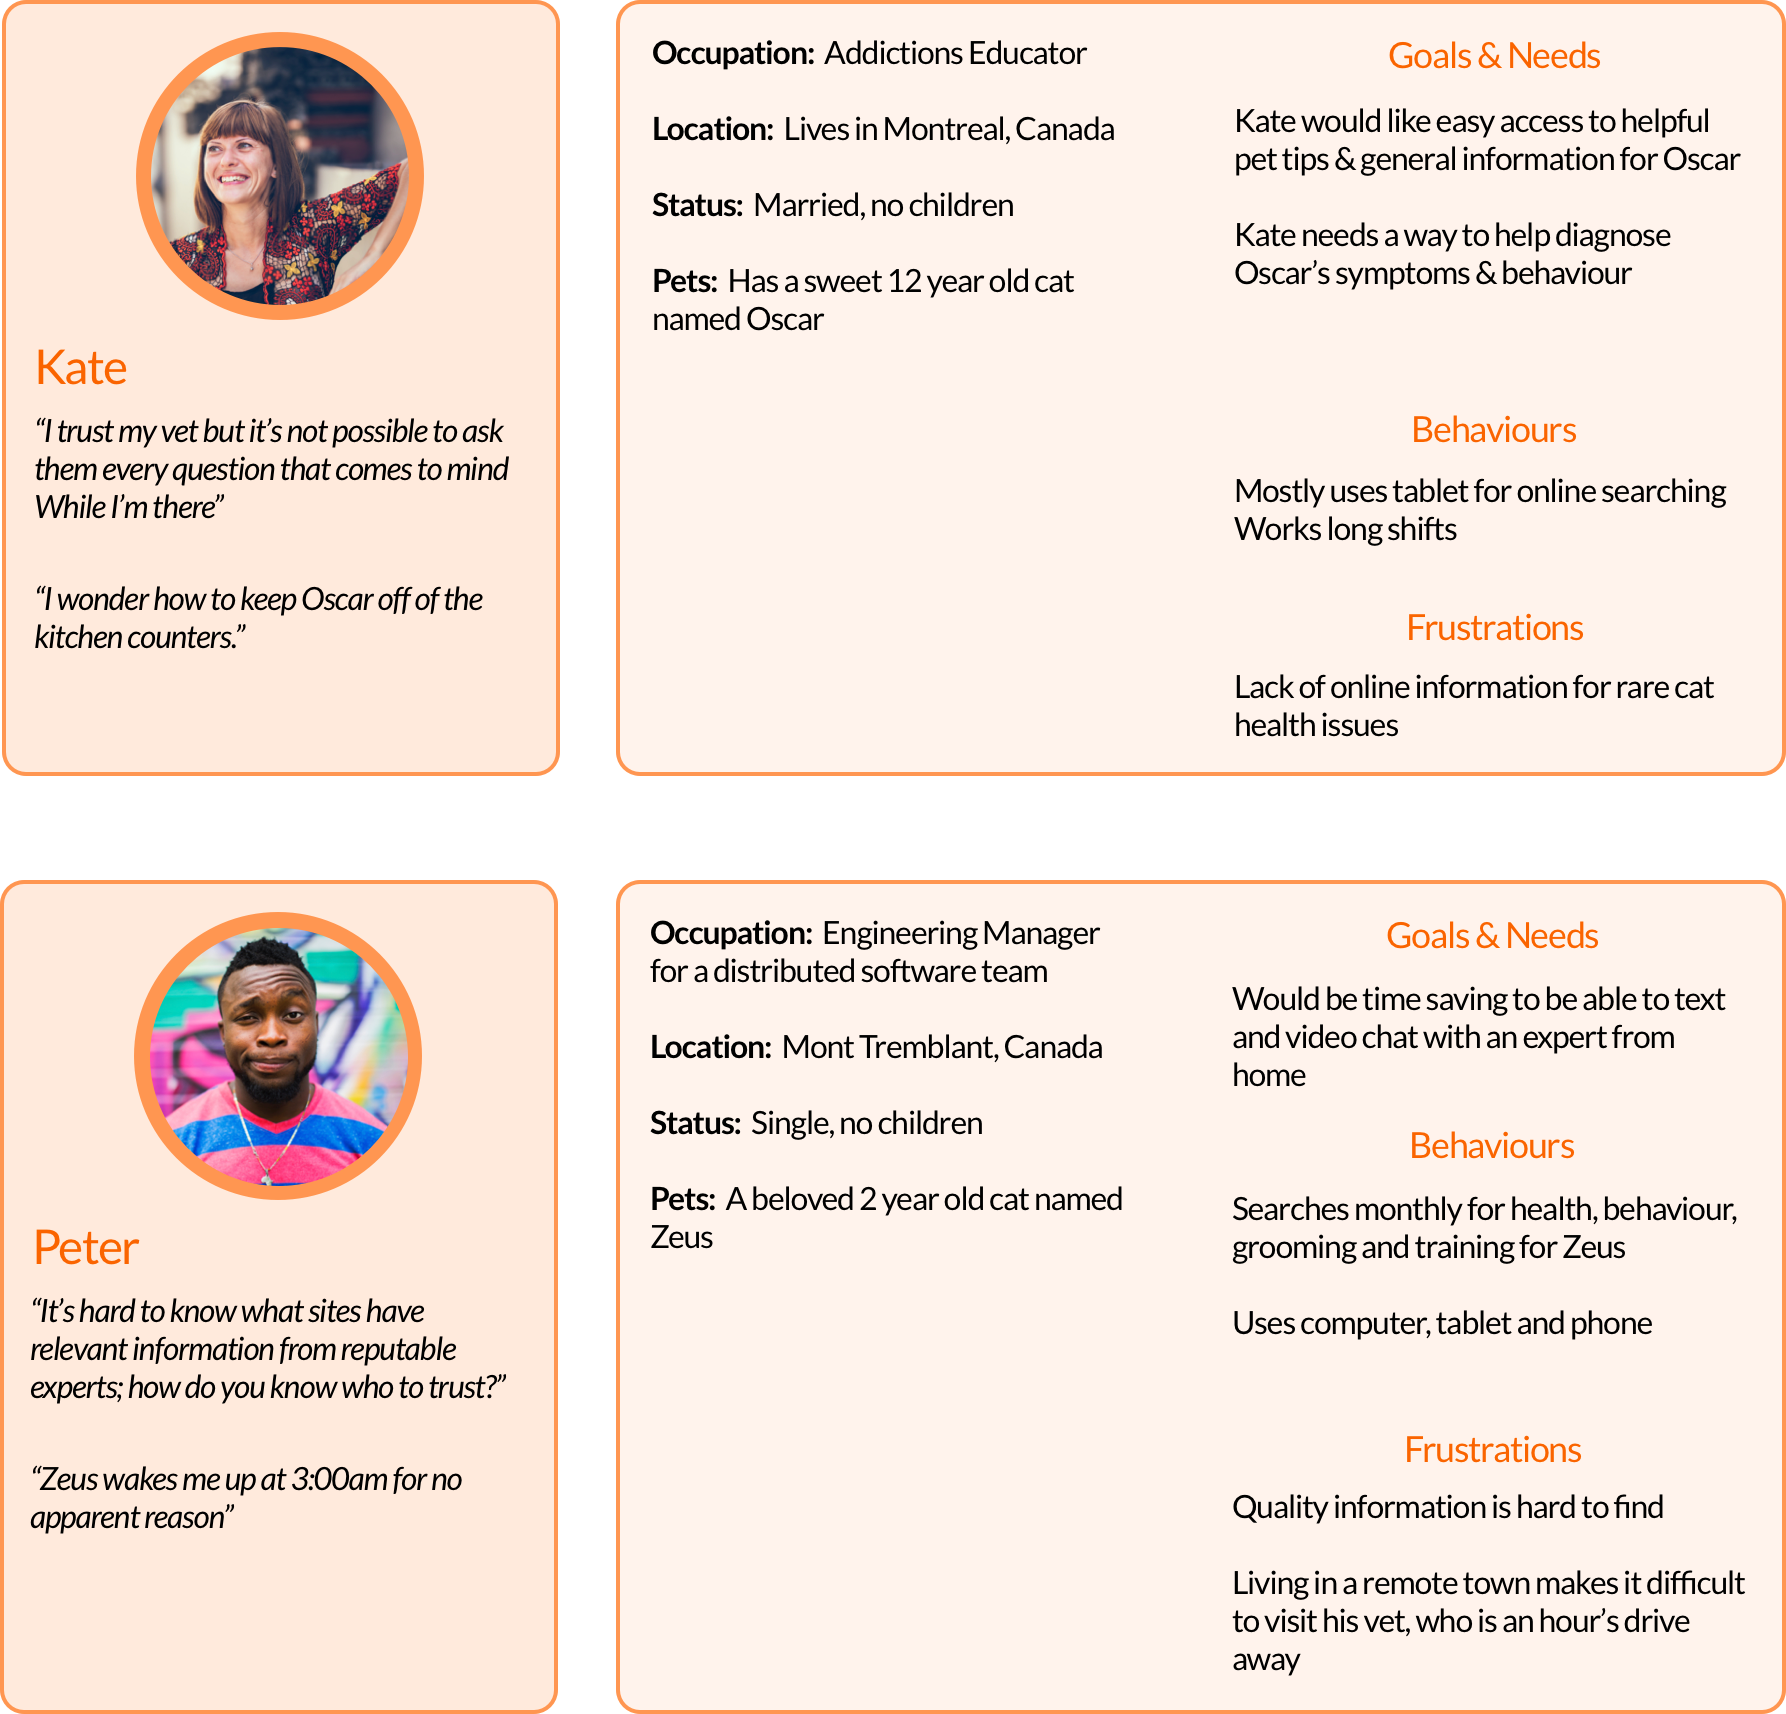 Kate
“I trust my vet but it’s not possible to ask
them every question that comes to mind
While I’m there”
“I wonder how to keep Oscar off of the
kitchen counters.”
Occupation: Addictions Educator
Location: Lives in Montreal, Canada
Status: Married, no children
Pets: Has a sweet 12 year old cat
named Oscar
Goals & Needs
Kate would like easy access to helpful
pet tips & general information for Oscar
Kate needs a way to help diagnose
Oscar’s symptoms & behaviour
Behaviours
Mostly uses tablet for online searching
Works long shifts
Frustrations
Lack of online information for rare cat
health issues
Peter
“It’s hard to know what sites have
relevant information from reputable
experts; how do you know who to trust?”
“Zeus wakes me up at 3:00am for no
apparent reason”
Occupation: Engineering Manager
for a distributed software team
Location: Mont Tremblant, Canada
Status: Single, no children
Pets: A beloved 2 year old cat named
Zeus
Goals & Needs
Would be time saving to be able to text
and video chat with an expert from
home
Behaviours
Searches monthly for health, behaviour,
grooming and training for Zeus
Uses computer, tablet and phone
Frustrations
Quality information is hard to find
Living in a remote town makes it difficult
to visit his vet, who is an hour’s drive
away